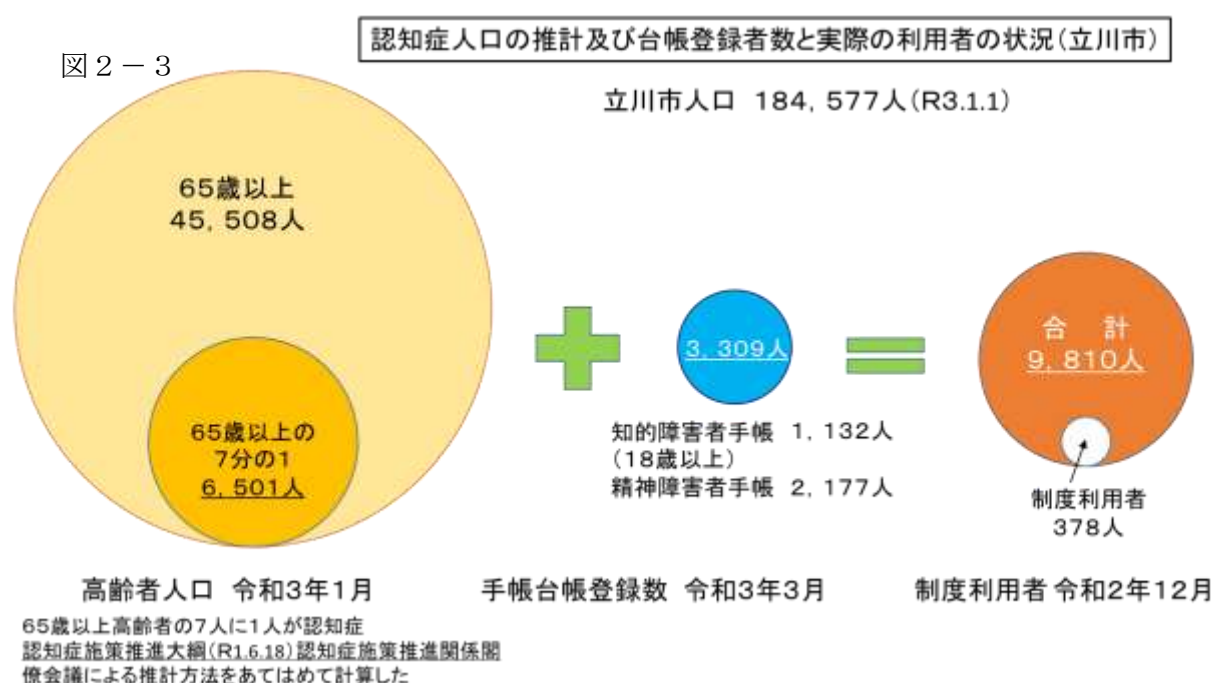 認知症人口の推計及び台帳登録者数と実際の利用者の状況(立川市)
図2-3
立川市人口 184,577人(R3.1.1)
65歳以上
45,508人
65歳以上の
7分の1
6,501人
3,309人
知的障害者手帳 1,132人
(18歳以上)
精神障害者手帳 2,177人
合 計
9,810人
制度利用者
378人
高齢者人口 令和3年1月
手帳台帳登録数 令和3年3月
制度利用者 令和2年12月
65歳以上高齢者の7人に1人が認知症
認知症施策推進大綱(R1.6.18)認知症施策推進関係閣
僚会議による推計方法をあてはめて計算した